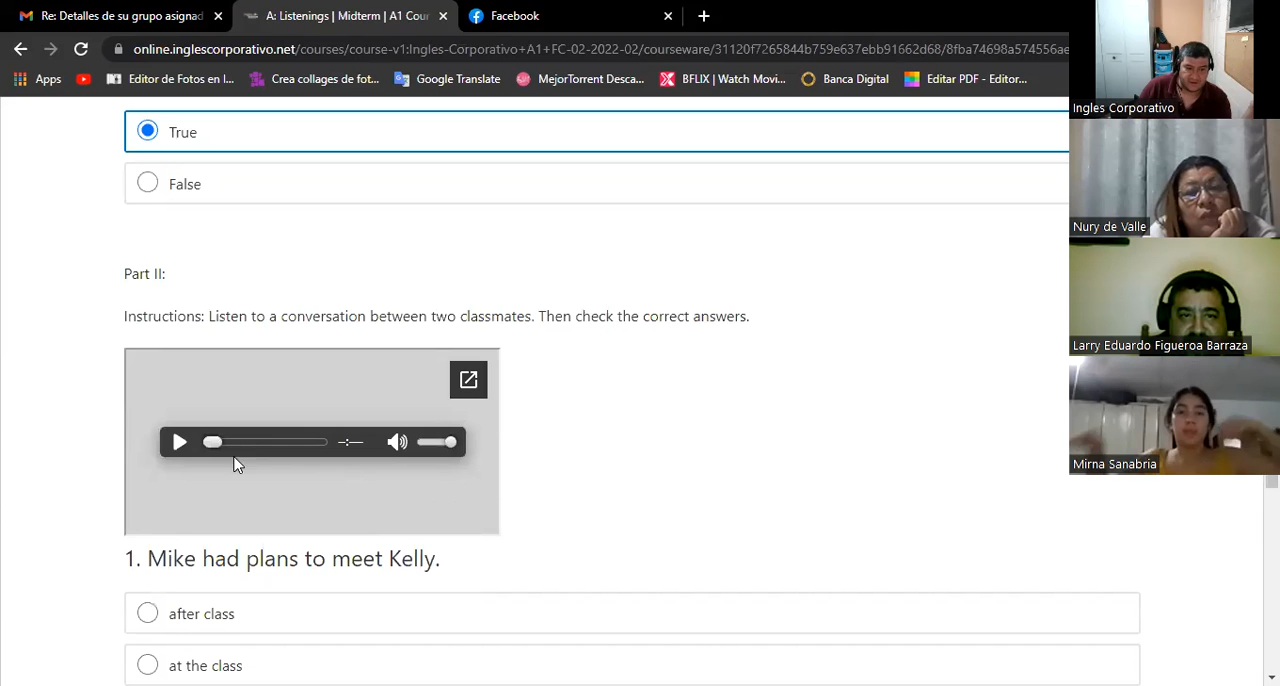 Re: Detalles de su grupo asignad
A: Listenings | Midterm | A1 Cour
Facebook
online.inglescorporativo.net/courses/course-v1:Ingles-Corporativo+A1+FC-02-2022-02/courseware/31120f7265844b759e637ebb91662d68/8fba74698a574556ae
Apps
Editor de Fotos en l...
Crea collages de fot...
Google Translate
MejorTorrent Desca...
BFLIX | Watch Movi...
Banca Digital
Editar PDF - Editor...
Ingles Corporativo
True
False
Nury de Valle
Part II:
Instructions: Listen to a conversation between two classmates. Then check the correct answers.
Larry Eduardo Figueroa Barraza
-:--
Mirna Sanabria
1. Mike had plans to meet Kelly.
after class
at the class